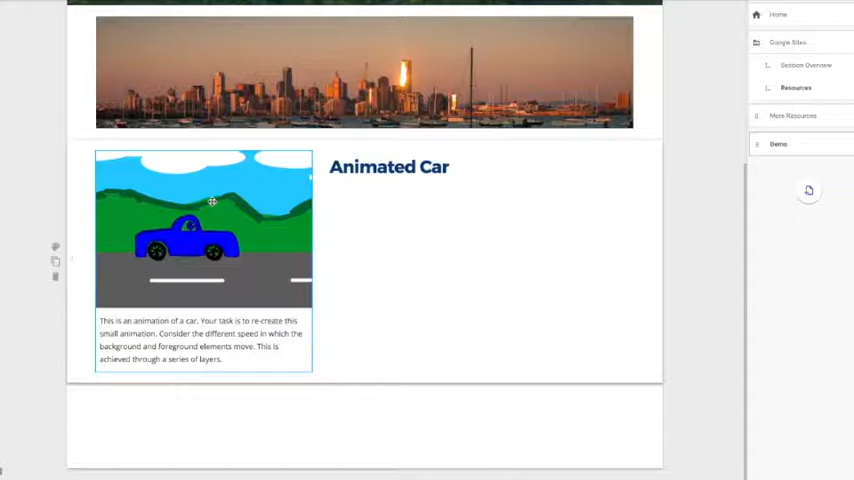 Home
Google Sites ...
Session Overview
Resources
More Resources
Demo
Animated Car
This is an animation of a car. Your task is to re-create this
small animation. Consider the different speed in which the
background and foreground elements move. This is
achieved through a series of layers.